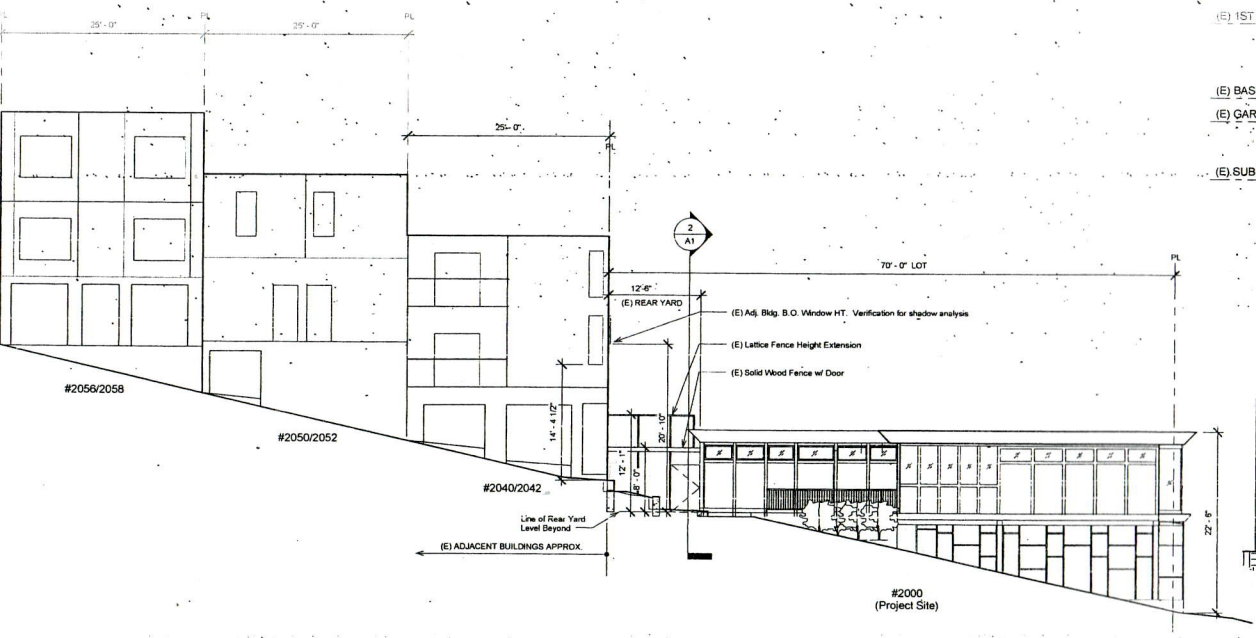 PL
PL
PL
25' - 0"
25' - 0"
(E) 1ST
(E) BAS
(E) GAR
25'- 0"
PL
(E) SUB
2
A1
PL
70' - 0" LOT
12'-6"
(E) REAR YARD
(E) Adj. Bldg. B.O. Window HT. Verification for shadow analysis
(E) Lattice Fence Height Extension
(E) Solid Wood Fence w/ Door
#2056/2058
14' - 4 1/2"
20' - 10"
#2050/2052
12' - 1"
8' - 0"
#2040/2042
Line of Rear Yard
Level Beyond
22' - 6"
(E) ADJACENT BUILDINGS APPROX.
#2000
(Project Site)